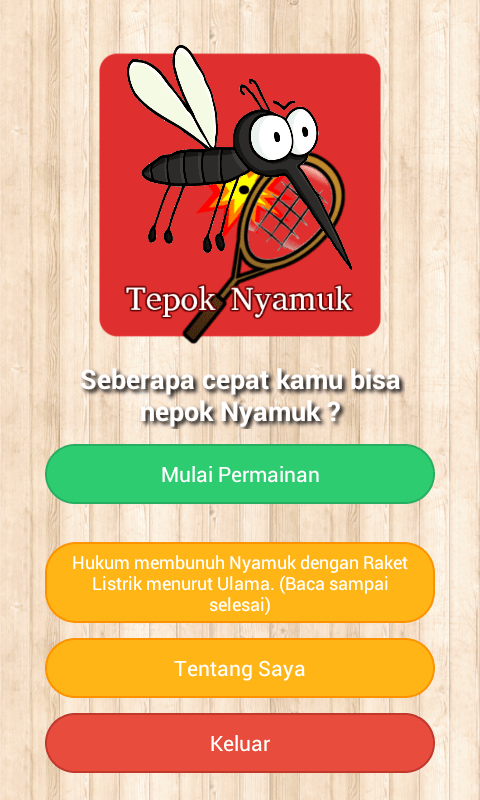 Tepok Nyamuk
Seberapa cepat kamu bisa
nepok Nyamuk ?
Mulai Permainan
Hukum membunuh Nyamuk dengan Raket
Listrik menurut Ulama. (Baca sampai
selesai)
Tentang Saya
Keluar